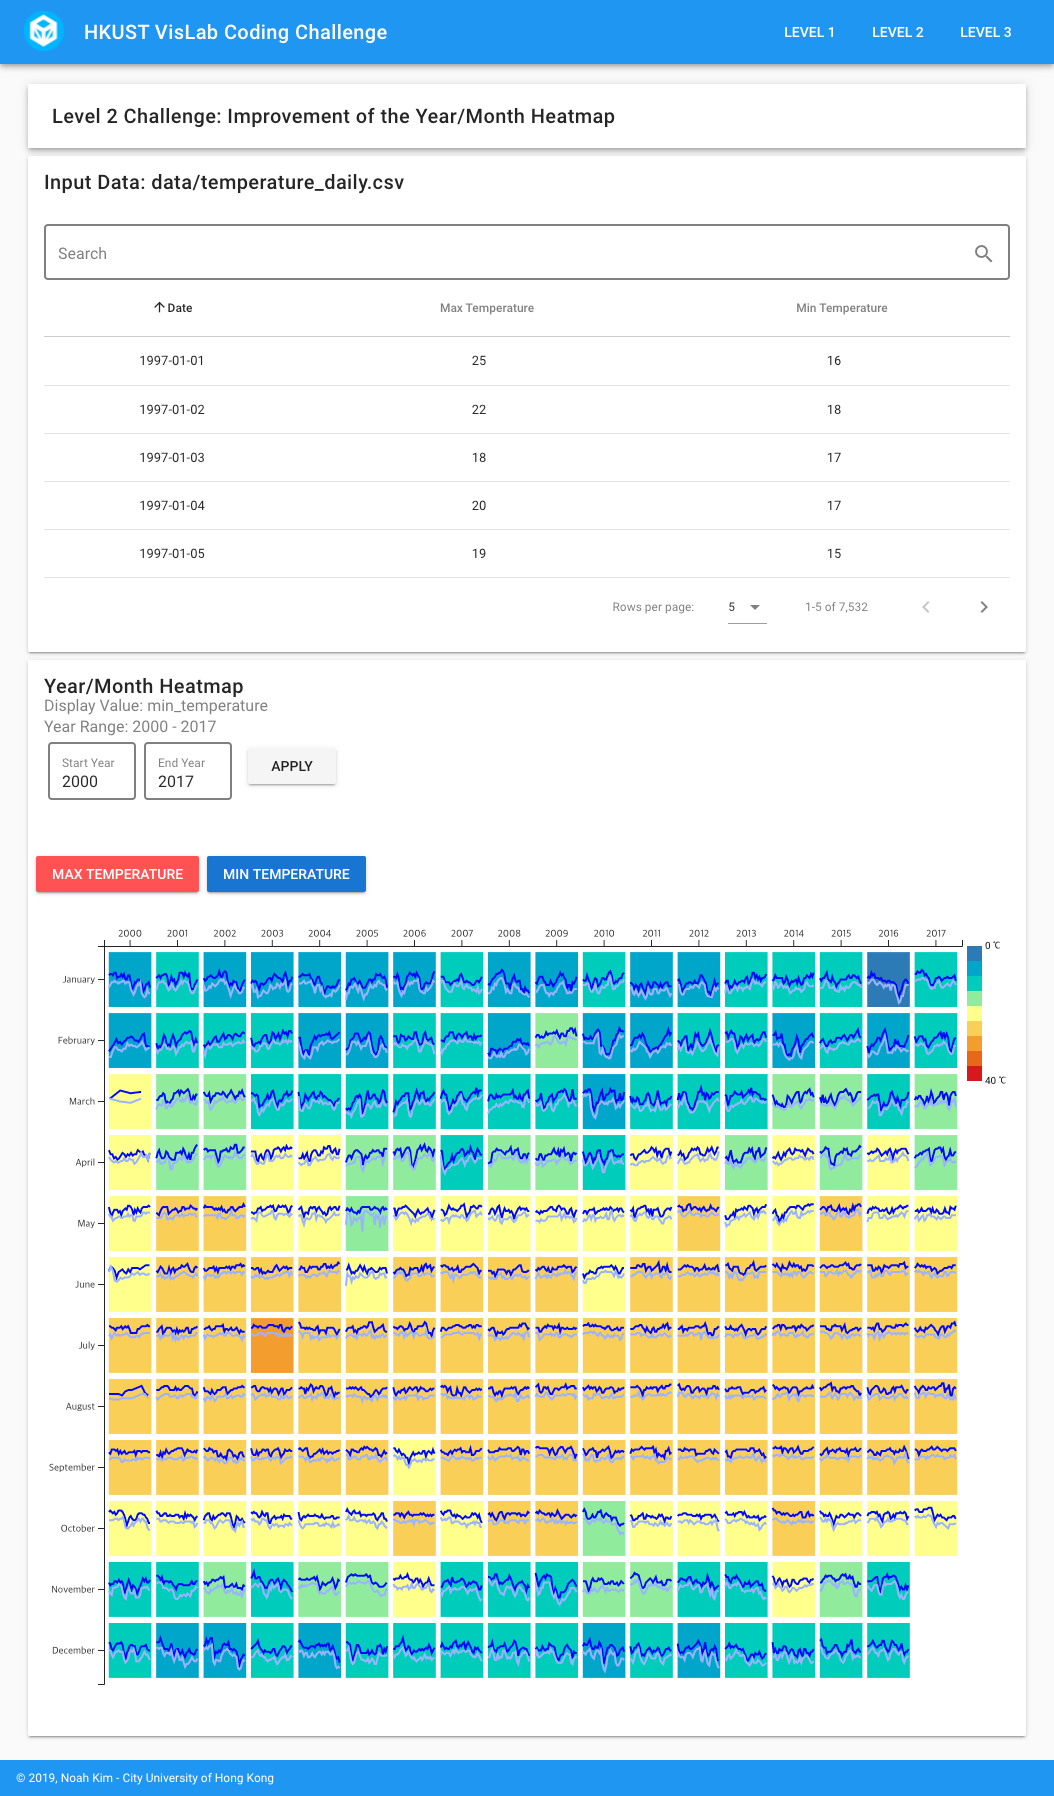 HKUST VisLab Coding Challenge
LEVEL 1 LEVEL 2 LEVEL 3
Level 2 Challenge: Improvement of the Year/Month Heatmap
Input Data: data/temperature_daily.csv
Search
Date Max Temperature Min Temperature
1997-01-01 25 16
1997-01-02 22 18
1997-01-03 18 17
1997-01-04 20 17
1997-01-05 19 15
Rows per page: 5 1-5 of 7,532
Year/Month Heatmap
Display Value: min_temperature
Year Range: 2000 - 2017
Start Year End Year
2000 2017 APPLY
MAX TEMPERATURE MIN TEMPERATURE
2000 2001 2002 2003 2004 2005 2006 2007 2008 2009 2010 2011 2012 2013 2014 2015 2016 2017
0 ℃
January
February
40 ℃
March
April
May
June
July
August
September
October
November
December
© 2019, Noah Kim - City University of Hong Kong